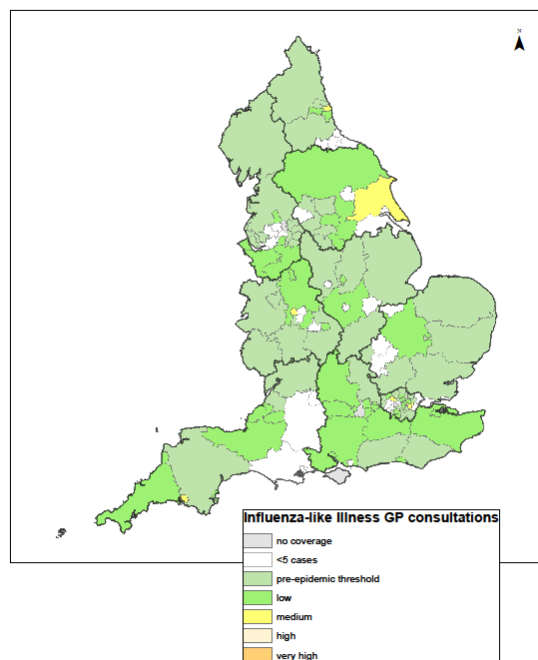 N
Influenza-like Illness GP consultations
no coverage
<5 cases
pre-epidemic threshold
low
medium
high
very high